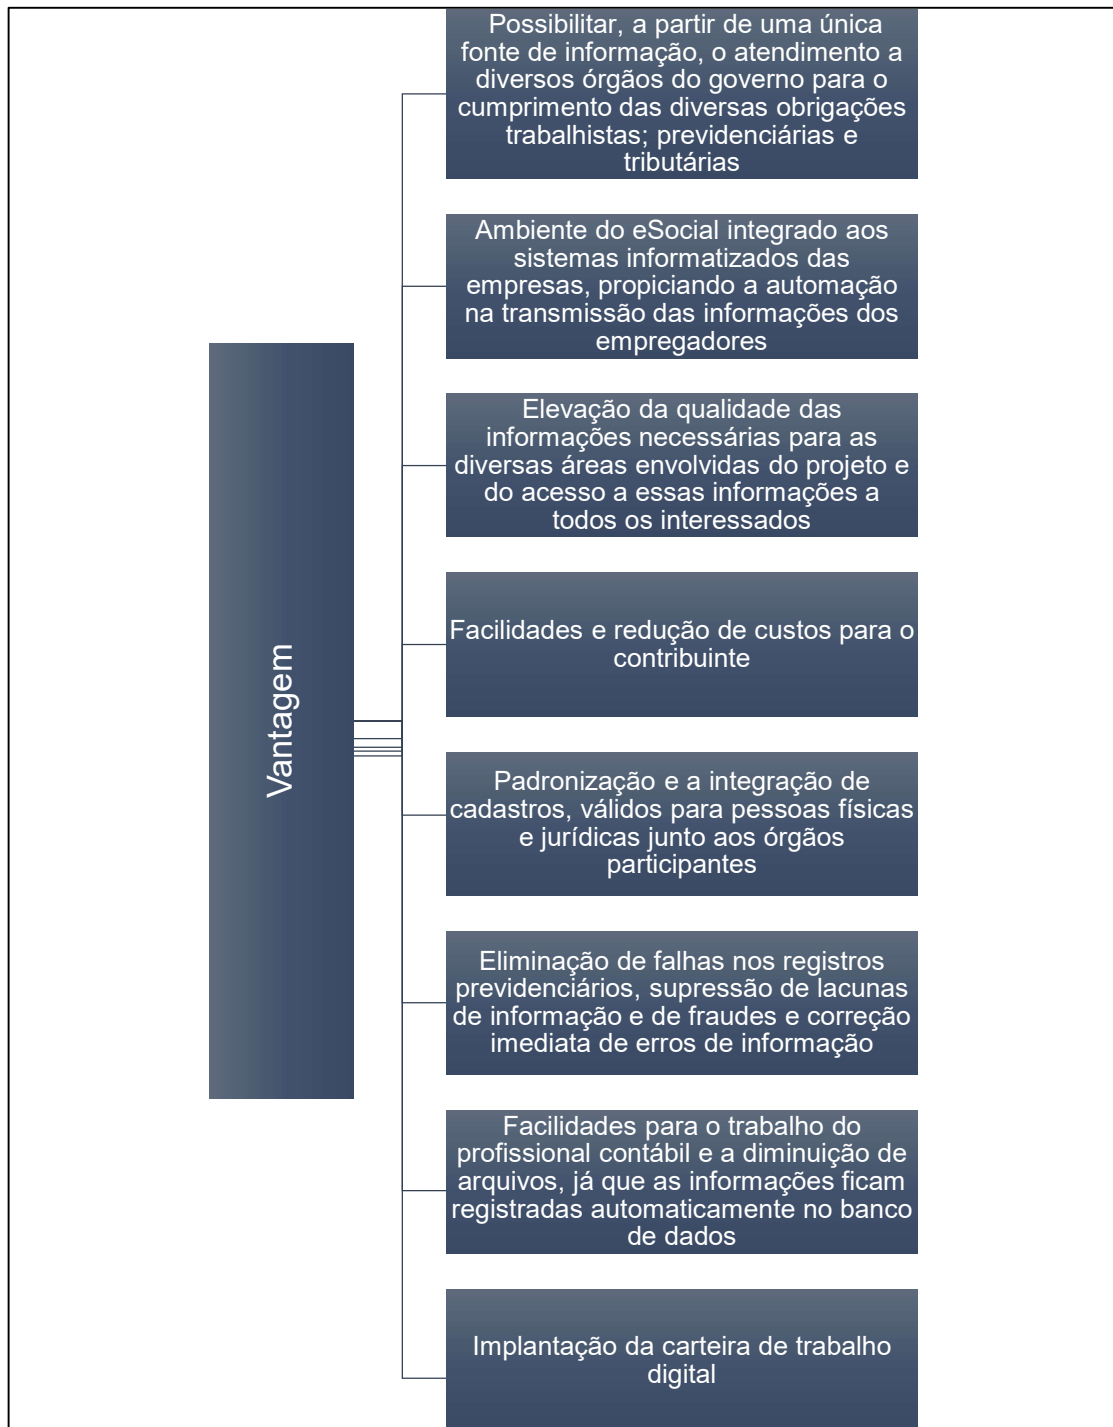 Vantagem
Possibilitar, a partir de uma única
fonte de informação, o atendimento a
diversos órgãos do governo para o
cumprimento das diversas obrigações
trabalhistas; previdenciárias e
tributárias
Ambiente do eSocial integrado aos
sistemas informatizados das
empresas, propiciando a automação
na transmissão das informações dos
empregadores
Elevação da qualidade das
informações necessárias para as
diversas áreas envolvidas do projeto e
do acesso a essas informações a
todos os interessados
Facilidades e redução de custos para o
contribuinte
Padronização e a integração de
cadastros, válidos para pessoas físicas
e jurídicas junto aos órgãos
participantes
Eliminação de falhas nos registros
previdenciários, supressão de lacunas
de informação e de fraudes e correção
imediata de erros de informação
Facilidades para o trabalho do
profissional contábil e a diminuição de
arquivos, já que as informações ficam
registradas automaticamente no banco
de dados
Implantação da carteira de trabalho
digital